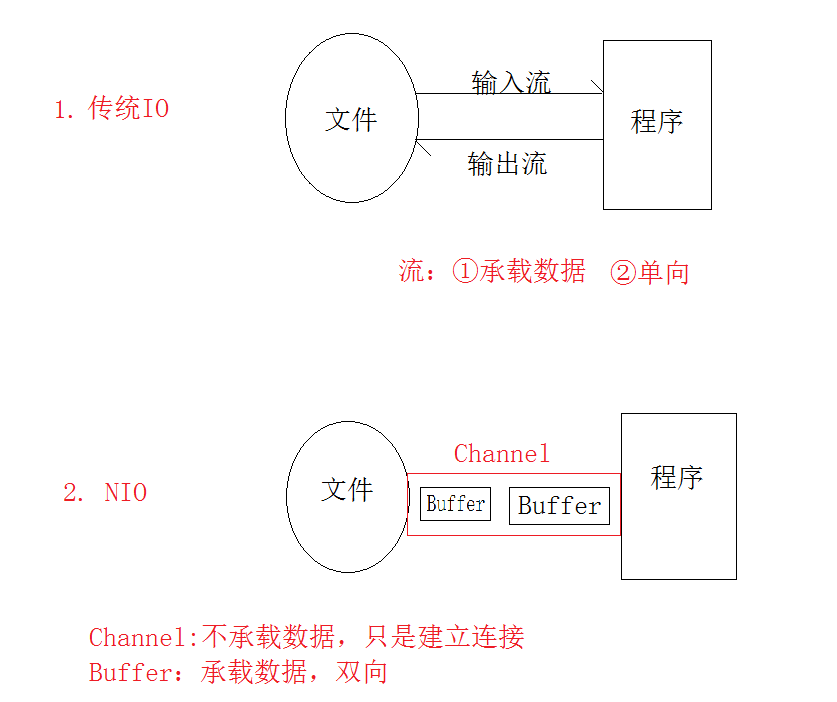 1. 传统IO
文件
输入流
输出流
程序
流：①承载数据 ②单向
2. NIO
文件
Channel
Buffer
Buffer
程序
Channel:不承载数据，只是建立连接
Buffer：承载数据，双向